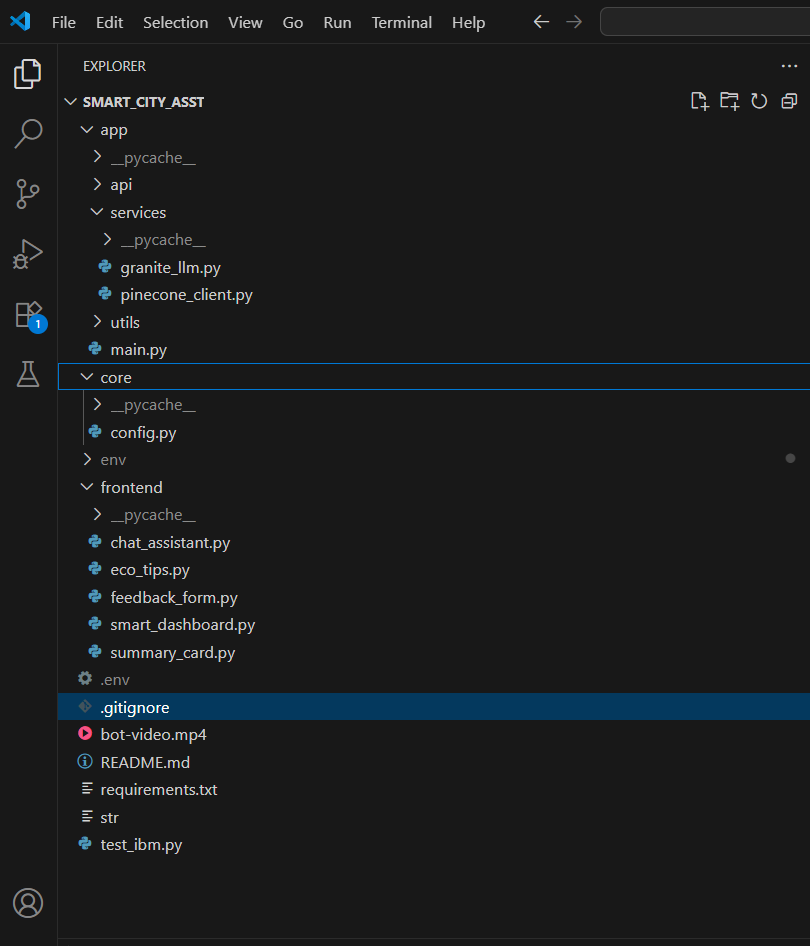 File Edit Selection View Go Run Terminal Help
EXPLORER
SMART_CITY_ASST
app
__pycache__
api
services
__pycache__
granite_llm.py
pinecone_client.py
utils
main.py
core
__pycache__
config.py
env
frontend
__pycache__
chat_assistant.py
eco_tips.py
feedback_form.py
smart_dashboard.py
summary_card.py
.env
.gitignore
bot-video.mp4
README.md
requirements.txt
str
test_ibm.py
1